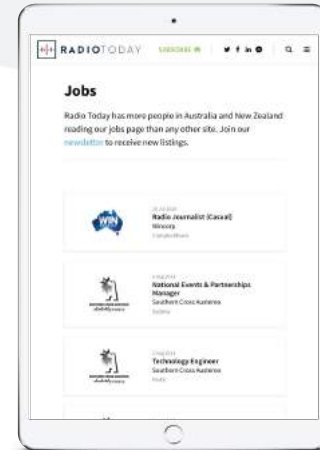 RADIOTODAY SUBSCRIBE
Jobs
Radio Today has more people in Australia and New Zealand
reading our jobs page than any other site. Join our
newsletter to receive new listings.
WIN
Radio Journalist (Casual)
Wincorp
National Events & Partnerships
Manager
Southern Cross Austereo
Technology Engineer
Southern Cross Austereo